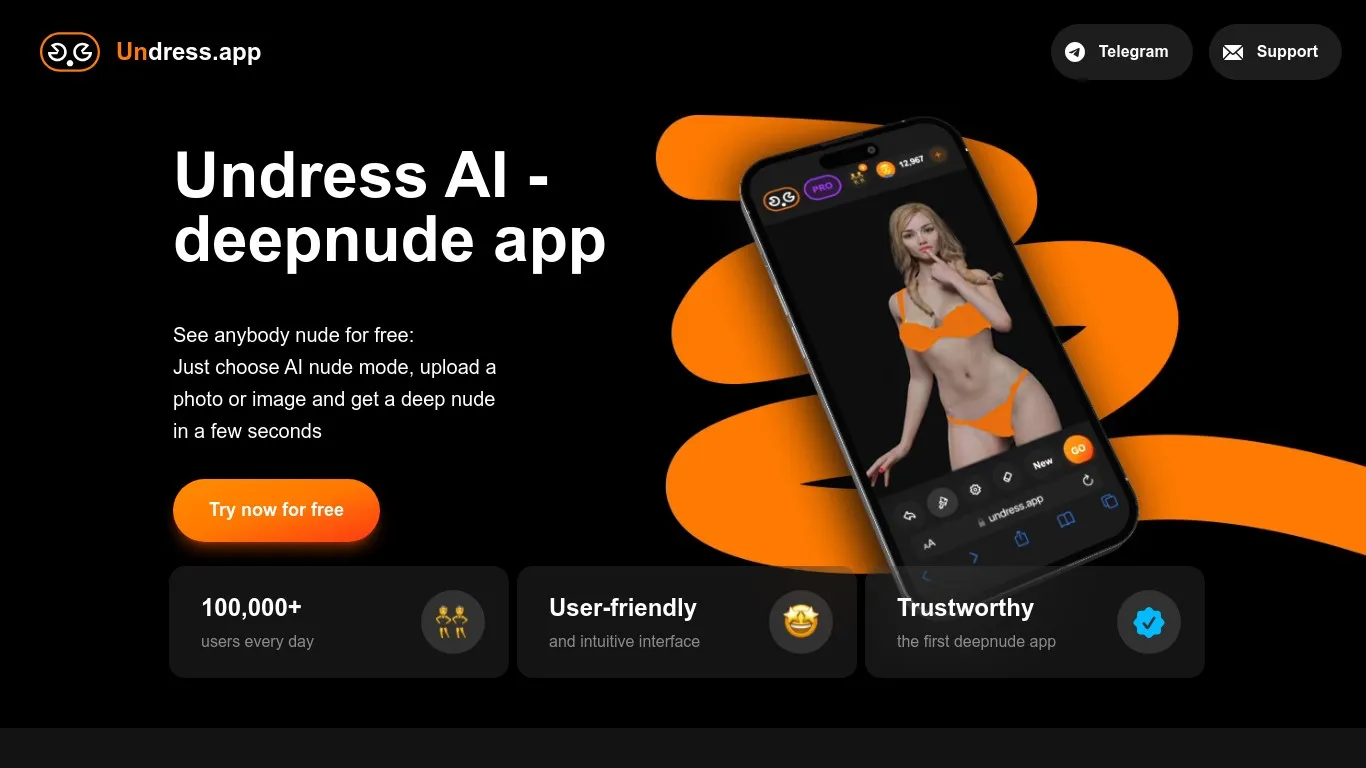 Undress.app
Telegram
Support
Undress AI -
deepnude app
See anybody nude for free:
Just choose AI nude mode, upload a
photo or image and get a deep nude
in a few seconds
Try now for free
PRO
12,967
New
GO
AA
undress.app
100,000+
users every day
User-friendly
and intuitive interface
Trustworthy
the first deepnude app